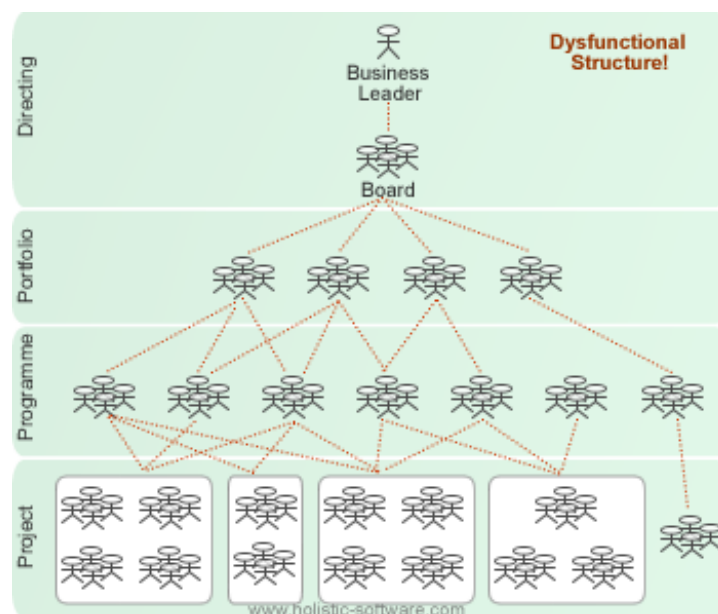 Dysfunctional
Structure!
Directing
Business
Leader
Board
Portfolio
Programme
Project
www.holistic-software.com